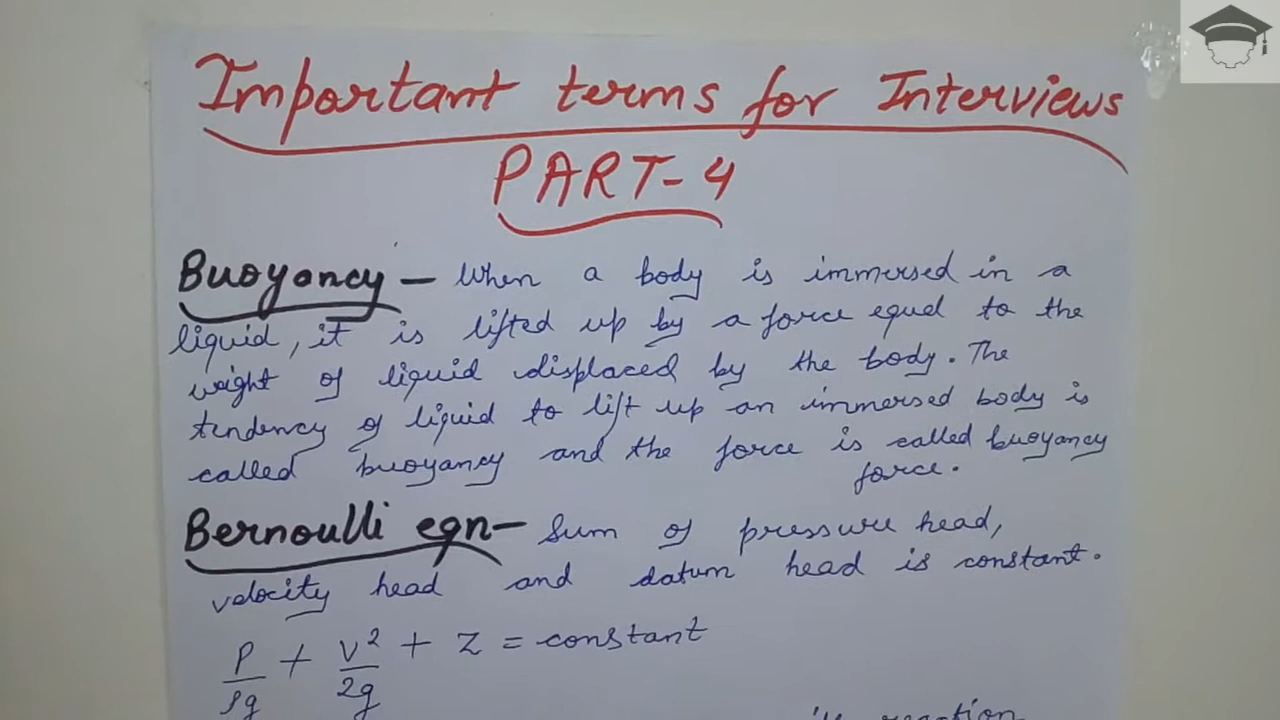 Important terms for Interviews
PART-4
Buoyancy - When a body is immersed in a
liquid, it is lifted up by a force equal to the
weight of liquid displaced by the body. The
tendency of liquid to lift up an immersed body is
called buoyancy and the force is called buoyancy
force.
Bernoulli eqn- Sum of pressure head,
velocity head and datum head is constant.
P/ρg + V²/2g + Z = constant
reaction